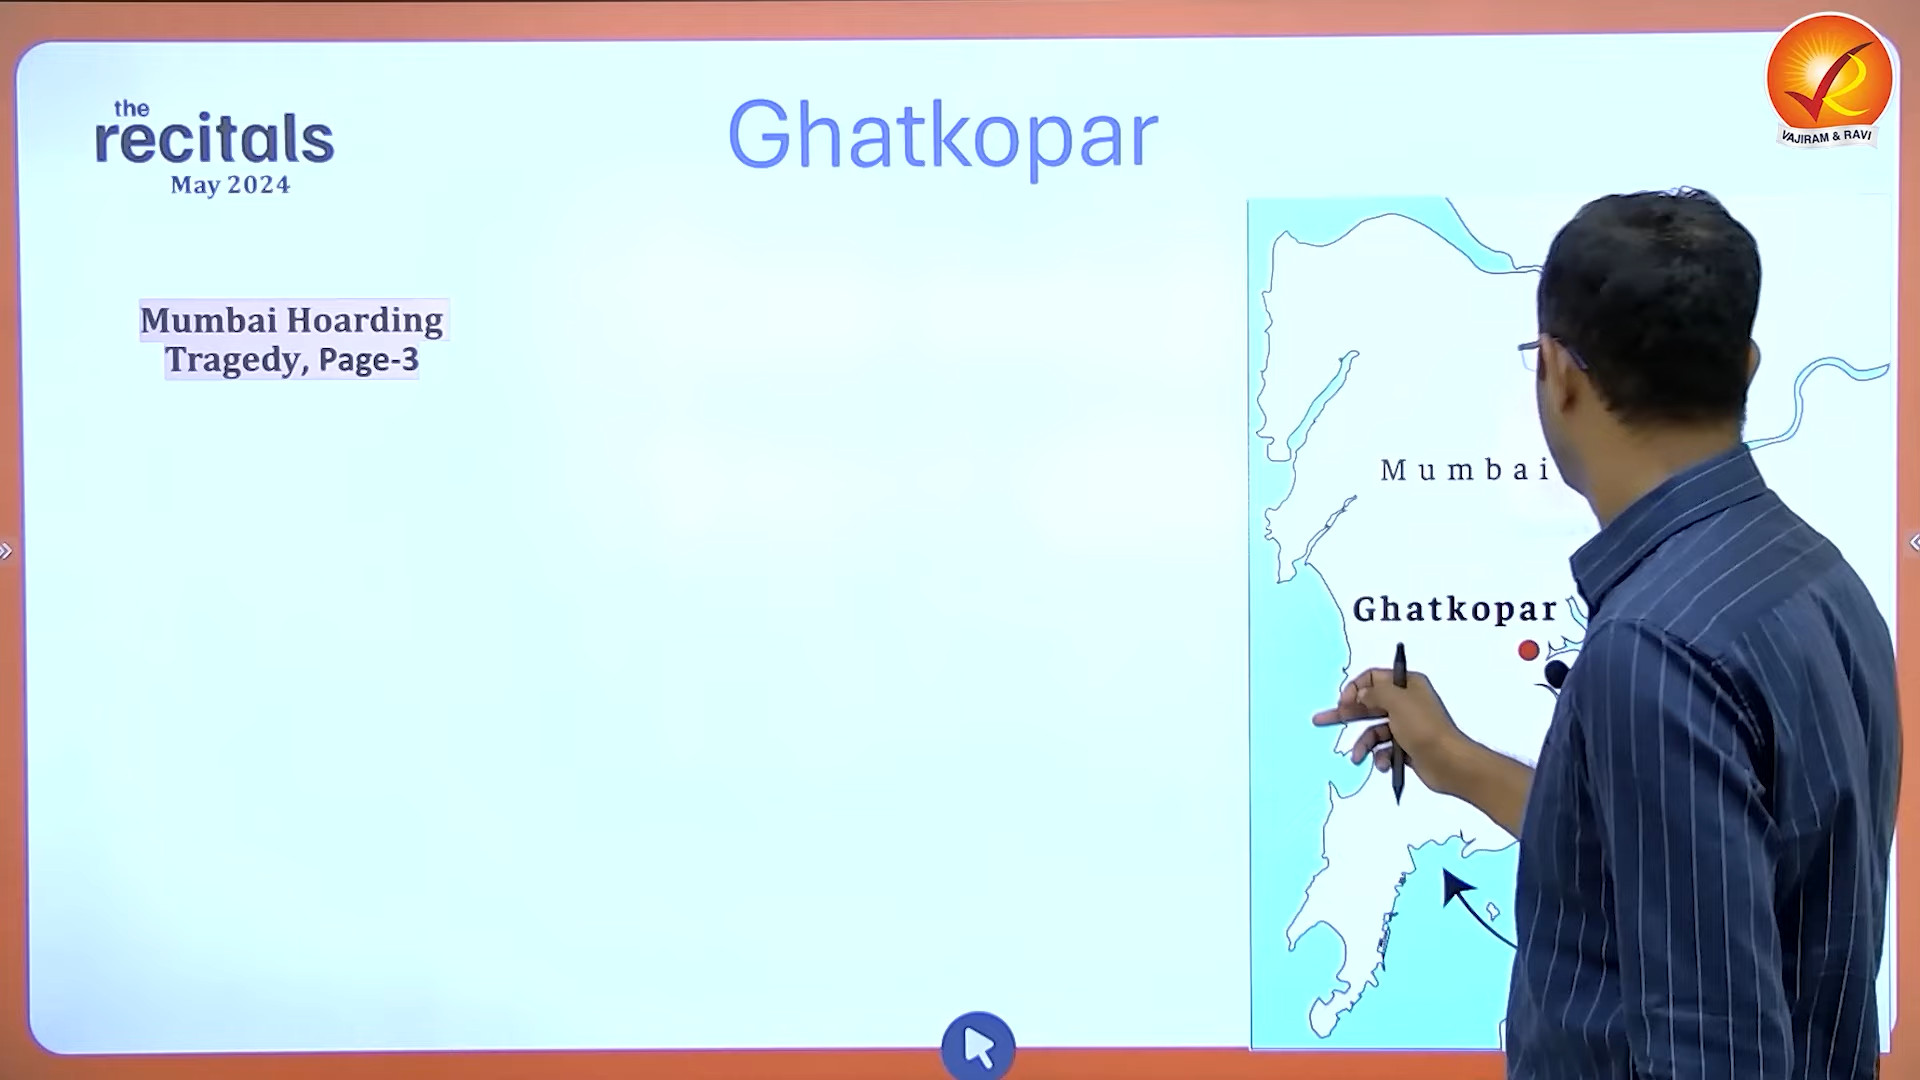 the
recitals
May 2024
Ghatkopar
VAJIRAM & RAVI
Mumbai Hoarding
Tragedy, Page-3
Mumbai
Ghatkopar